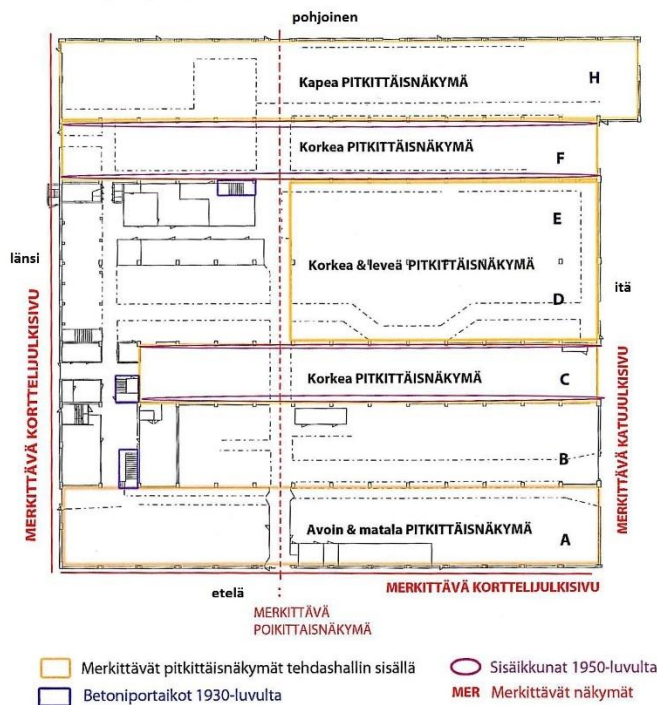 pohjoinen
Kapea PITKITTÄISNÄKYMÄ
H
Korkea PITKITTÄISNÄKYMÄ
F
E
länsi
Korkea & leveä PITKITTÄISNÄKYMÄ
itä
D
MERKITTÄVÄ KORTTELIJULKISIVU
Korkea PITKITTÄISNÄKYMÄ
C
MERKITTÄVÄ KATUJULKISIVU
B
Avoin & matala PITKITTÄISNÄKYMÄ
A
etelä
MERKITTÄVÄ KORTTELIJULKISIVU
MERKITTÄVÄ
POIKITTAISNÄKYMÄ
Merkittävät pitkittäisnäkymät tehdashallin sisällä
Sisäikkunat 1950-luvulta
Betoniportaikot 1930-luvulta
MER Merkittävät näkymät